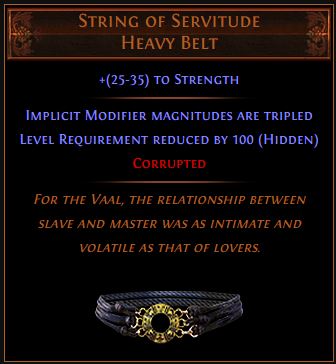 String of Servitude
Heavy Belt
+(25-35) to Strength
Implicit Modifier magnitudes are tripled
Level Requirement reduced by 100 (Hidden)
Corrupted
For the Vaal, the relationship between
slave and master was as intimate and
volatile as that of lovers.